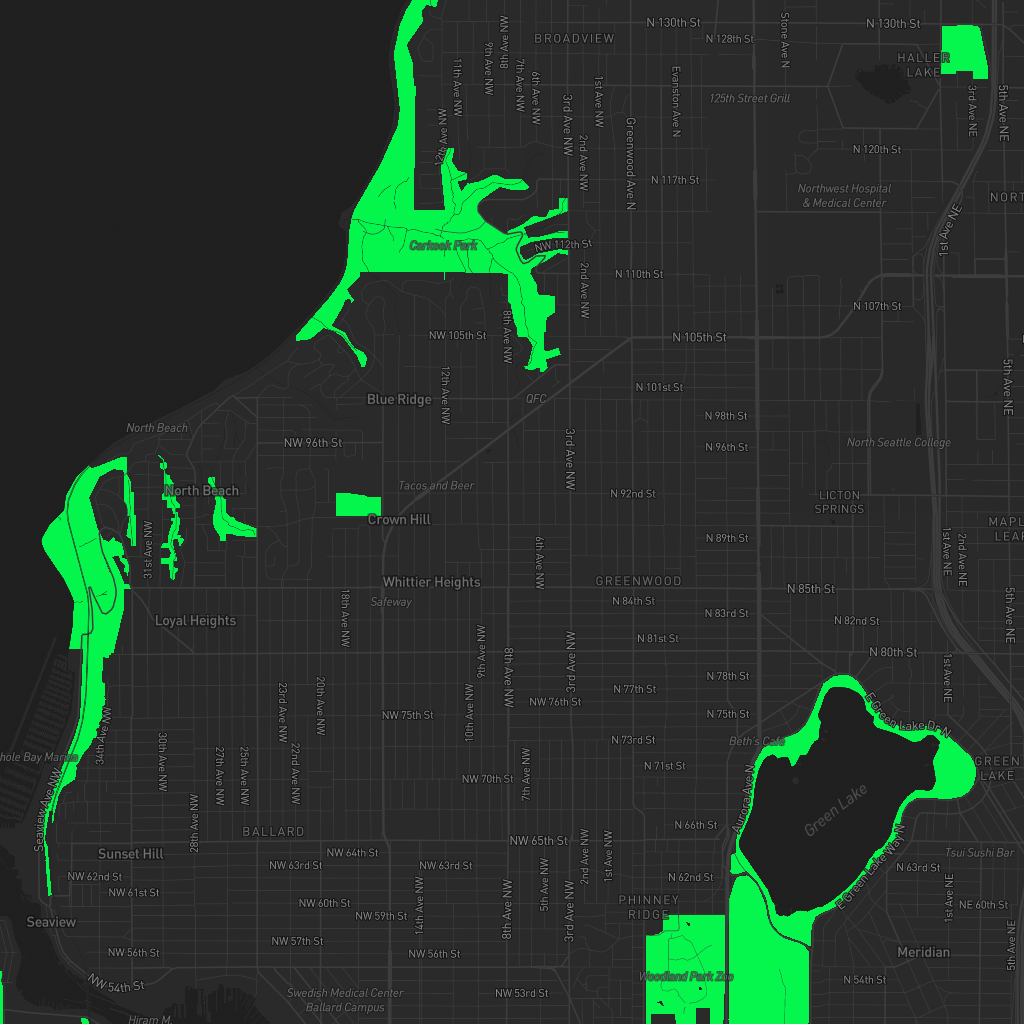 N 130th St
N 130th St
BROADVIEW
N 128th St
Stone Ave N
8th Ave NW
9th Ave NW
7th Ave NW
11th Ave NW
6th Ave NW
1st Ave NW
Evanston Ave N
HALLER
LAKE
3rd Ave NE
5th Ave NE
125th Street Grill
3rd Ave NW
12th Ave NW
2nd Ave NW
Greenwood Ave N
N 120th St
N 117th St
Northwest Hospital
& Medical Center
NORT
1st Ave NE
Carkeek Park
NW 112th St
N 110th St
2nd Ave NW
N 107th St
8th Ave NW
NW 105th St
N 105th St
12th Ave NW
N 101st St
5th Ave NE
Blue Ridge
QFC
N 98th St
North Beach
NW 96th St
3rd Ave NW
N 96th St
North Seattle College
Tacos and Beer
North Beach
N 92nd St
LICTON
SPRINGS
Crown Hill
31st Ave NW
MAPL
LEAF
N 89th St
6th Ave NW
1st Ave NE
2nd Ave NE
Whittier Heights
GREENWOOD
N 85th St
Safeway
18th Ave NW
N 84th St
5th Ave NE
Loyal Heights
N 83rd St
N 82nd St
N 81st St
9th Ave NW
3rd Ave NW
8th Ave NW
N 80th St
1st Ave NE
N 78th St
N 77th St
20th Ave NW
23rd Ave NW
10th Ave NW
NW 76th St
NW 75th St
N 75th St
E Green Lake Dr N
34th Ave NW
30th Ave NW
27th Ave NW
25th Ave NW
22nd Ave NW
N 73rd St
Beth's Cafe
hole Bay Marina
7th Ave NW
N 71st St
GREEN
LAKE
NW 70th St
Seaview Ave NW
28th Ave NW
Aurora Ave N
Green Lake
N 66th St
BALLARD
NW 65th St
Sunset Hill
NW 64th St
NW 63rd St
NW 63rd St
2nd Ave NW
1st Ave NW
E Green Lake Way N
Tsui Sushi Bar
N 63rd St
NW 62nd St
NW 61st St
N 62nd St
5th Ave NW
14th Ave NW
8th Ave NW
3rd Ave NW
NW 60th St
NW 59th St
PHINNEY
RIDGE
1st Ave NE
NE 60th St
Seaview
NW 57th St
NW 56th St
NW 56th St
5th Ave NE
Meridian
Woodland Park Zoo
N 54th St
NW 54th St
Swedish Medical Center
Ballard Campus
NW 53rd St
Hiram M.